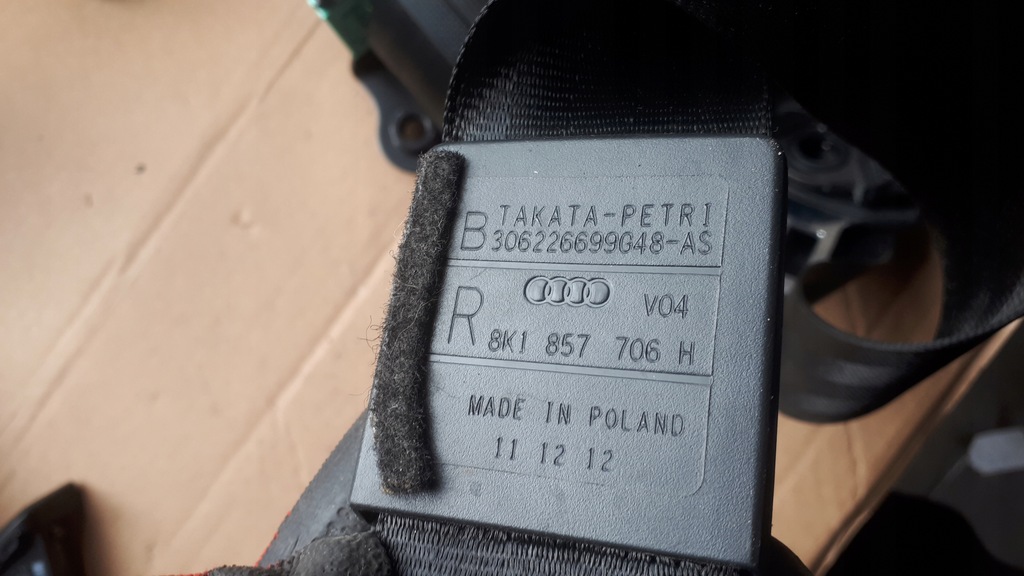 B TAKATA-PETRI
306226699G48-AS
R V04
8K1 857 706 H
MADE IN POLAND
11 12 12